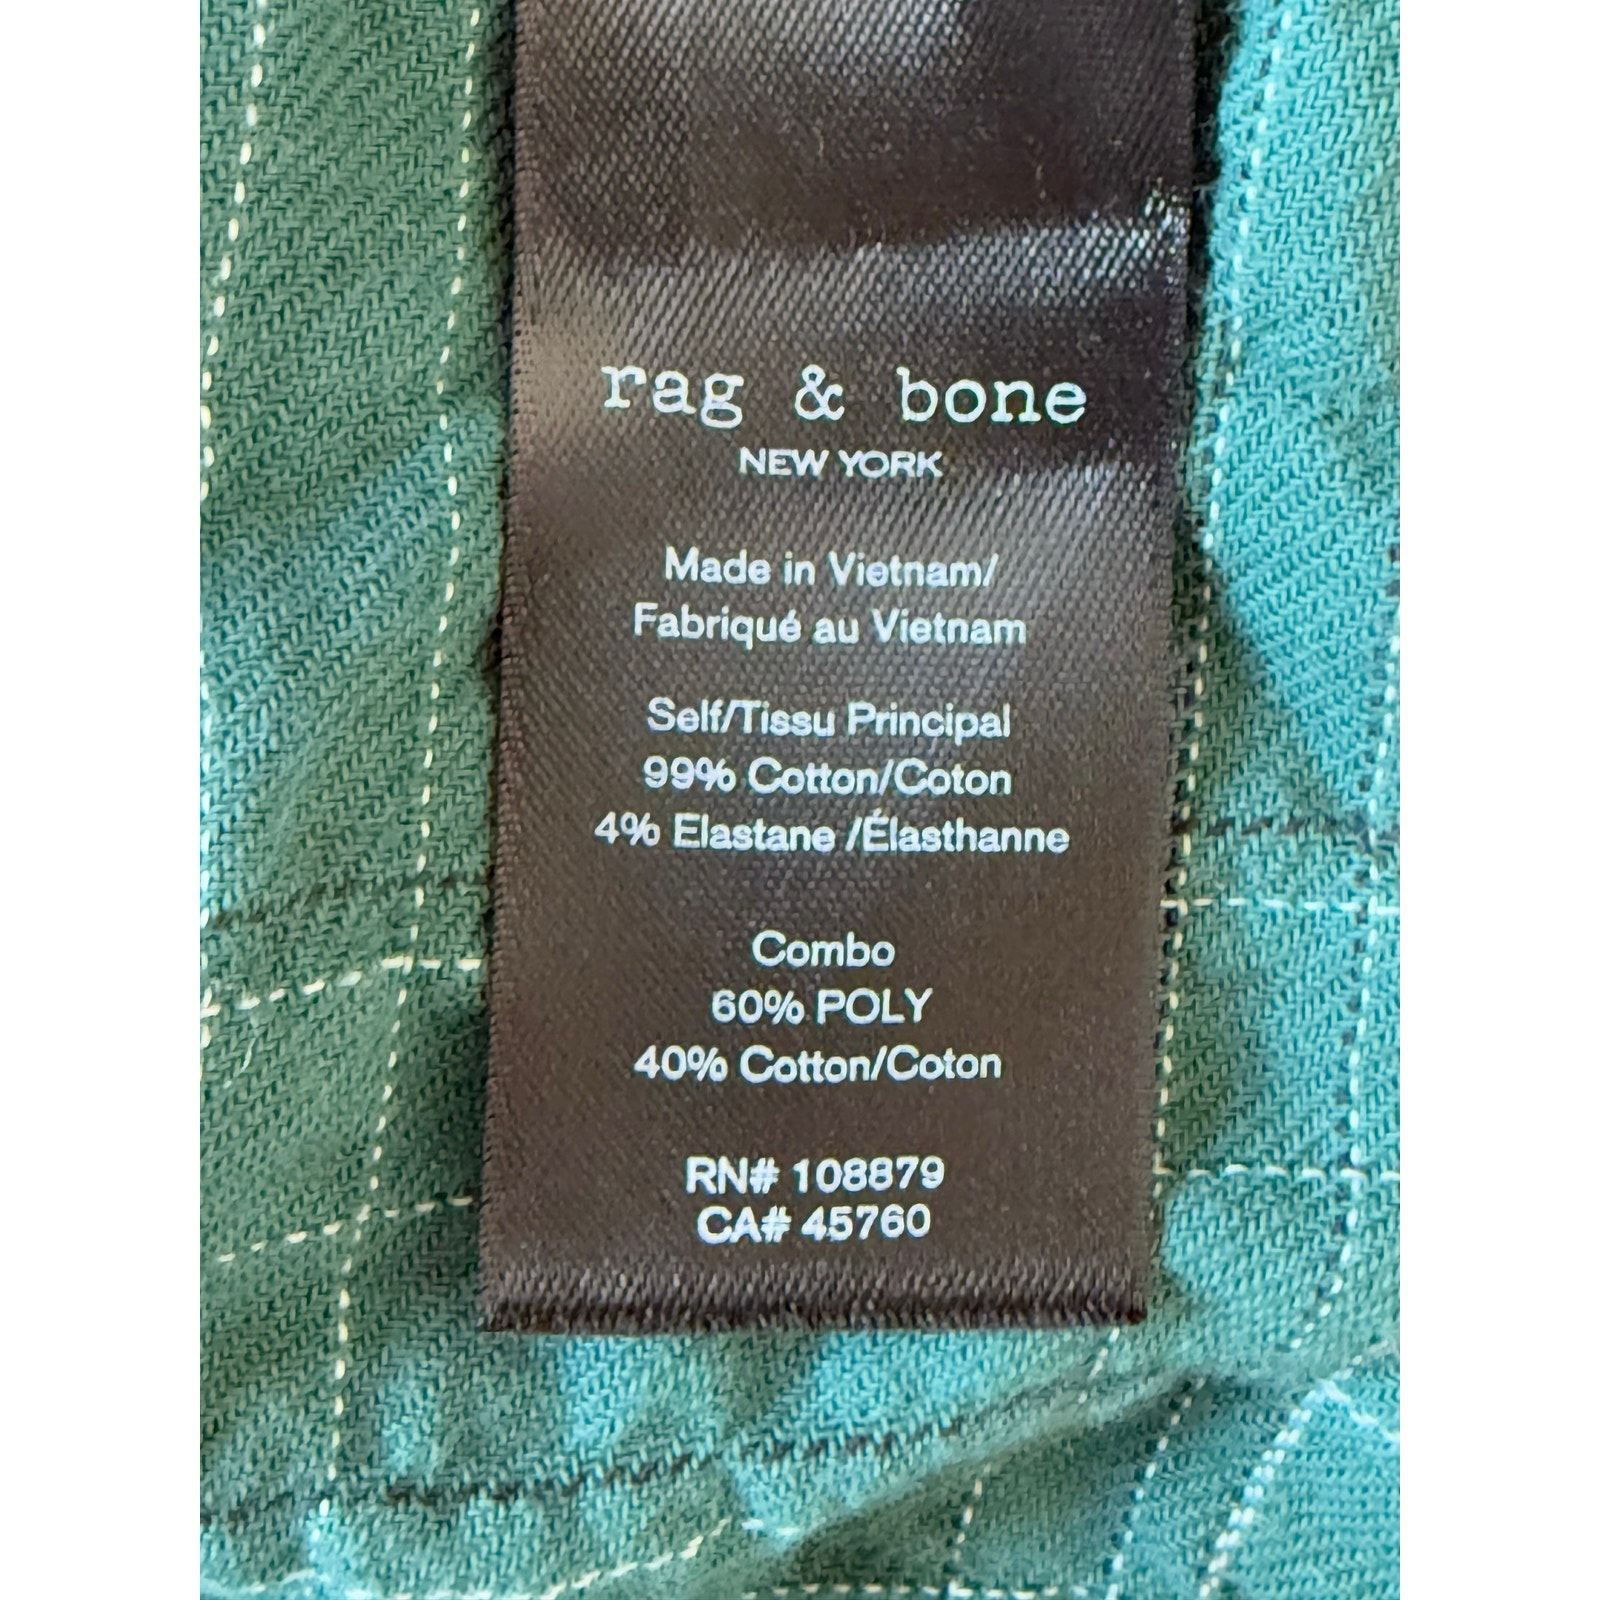 rag & bone
NEW YORK
Made in Vietnam/
Fabriqué au Vietnam
Self/Tissu Principal
99% Cotton/Coton
4% Elastane /Élasthanne
Combo
60% POLY
40% Cotton/Coton
RN# 108879
CA# 45760